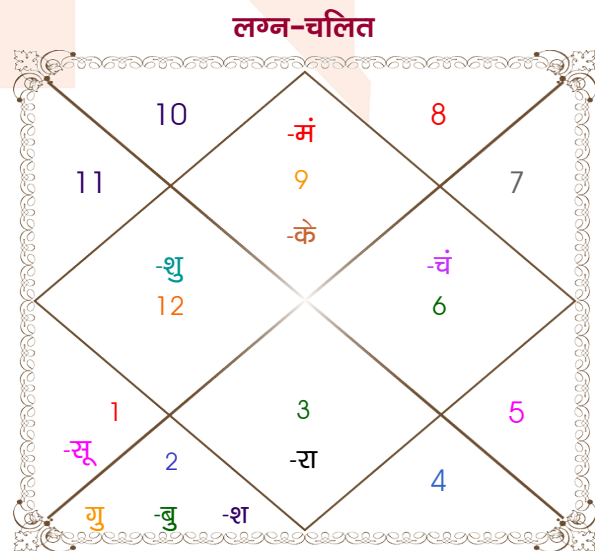 लग्न-चलित
10 -मं 8
11 9 7
-के
-शु -चं
12 6
1 3 5
-सू 2 -रा 4
गु -बु -श